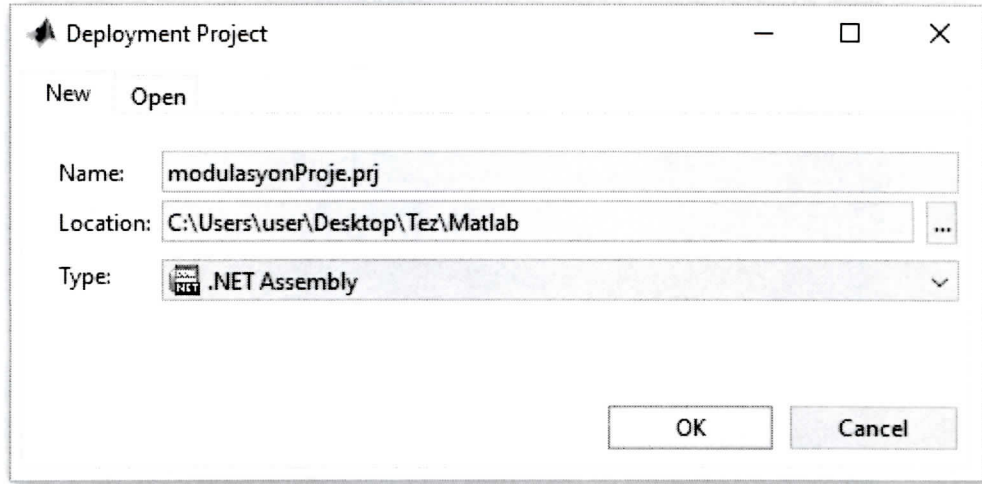 Deployment Project
New Open
Name: modulasyonProje.prj
Location: C:\Users\user\Desktop\Tez\Matlab ...
Type: .NET Assembly
OK Cancel